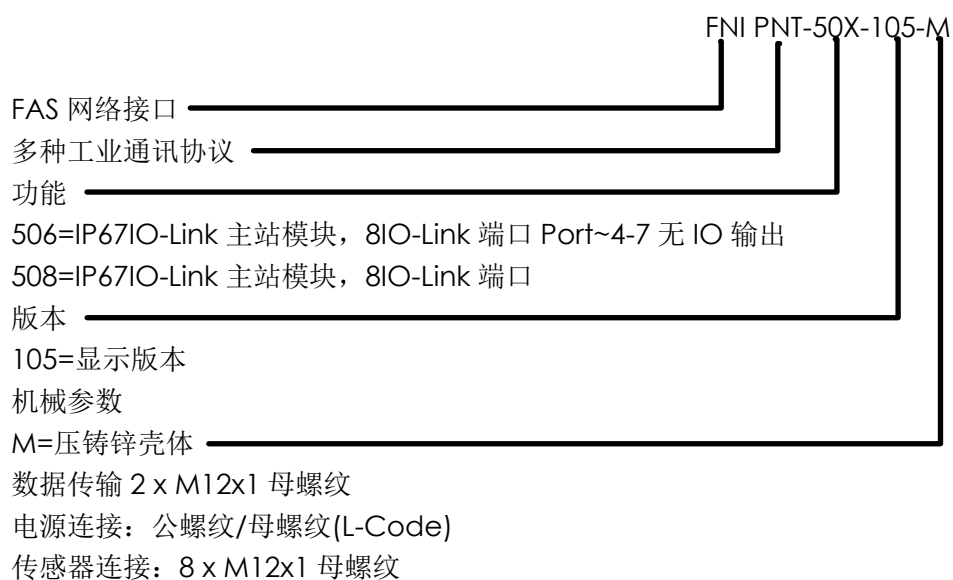 FNI PNT-50X-105-M
FAS 网络接口
多种工业通讯协议
功能
506=IP67IO-Link 主站模块，8IO-Link 端口 Port~4-7 无 IO 输出
508=IP67IO-Link 主站模块，8IO-Link 端口
版本
105=显示版本
机械参数
M=压铸锌壳体
数据传输 2 x M12x1 母螺纹
电源连接：公螺纹/母螺纹(L-Code)
传感器连接：8 x M12x1 母螺纹